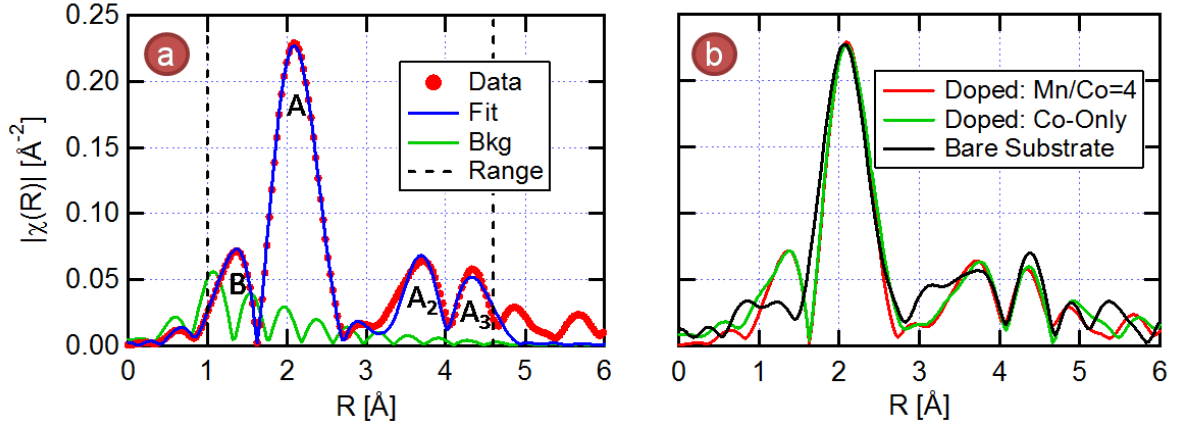 a
|χ(R)| [Å⁻²]
0.25
0.20
0.15
0.10
0.05
0.00
A
B
A₂
A₃
Data
Fit
Bkg
Range
0 1 2 3 4 5 6
R [Å]
b
Doped: Mn/Co=4
Doped: Co-Only
Bare Substrate
0 1 2 3 4 5 6
R [Å]